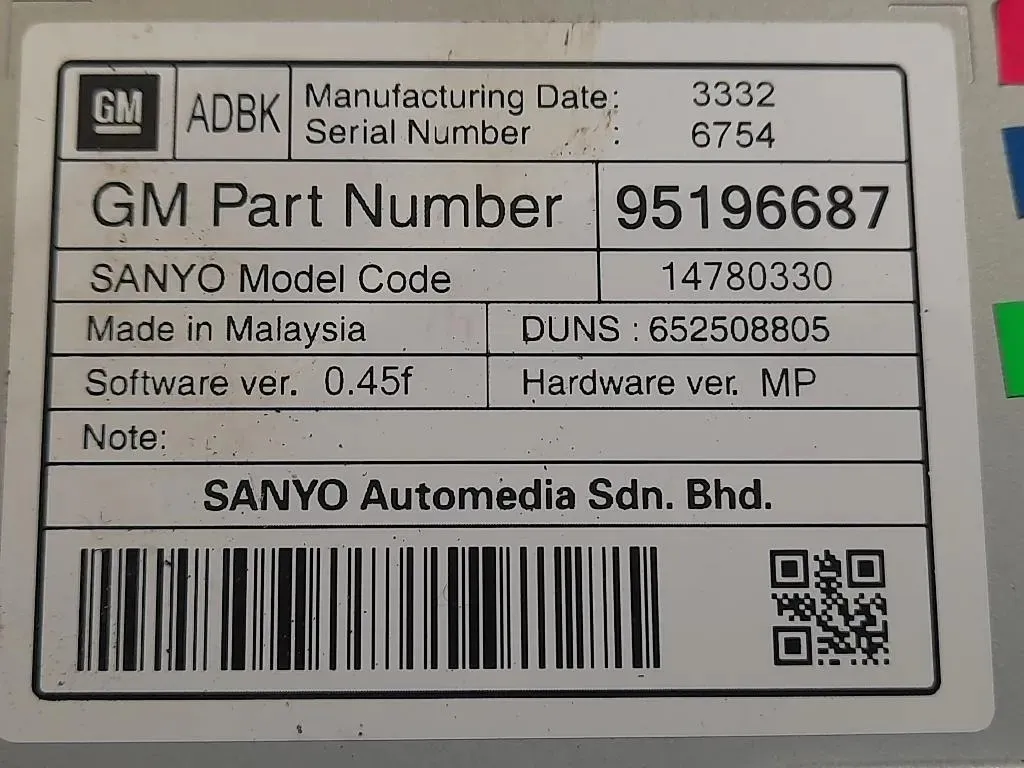 GM ADBK Manufacturing Date: 3332
Serial Number : 6754
GM Part Number 95196687
SANYO Model Code 14780330
Made in Malaysia DUNS : 652508805
Software ver. 0.45f Hardware ver. MP
Note:
SANYO Automedia Sdn. Bhd.